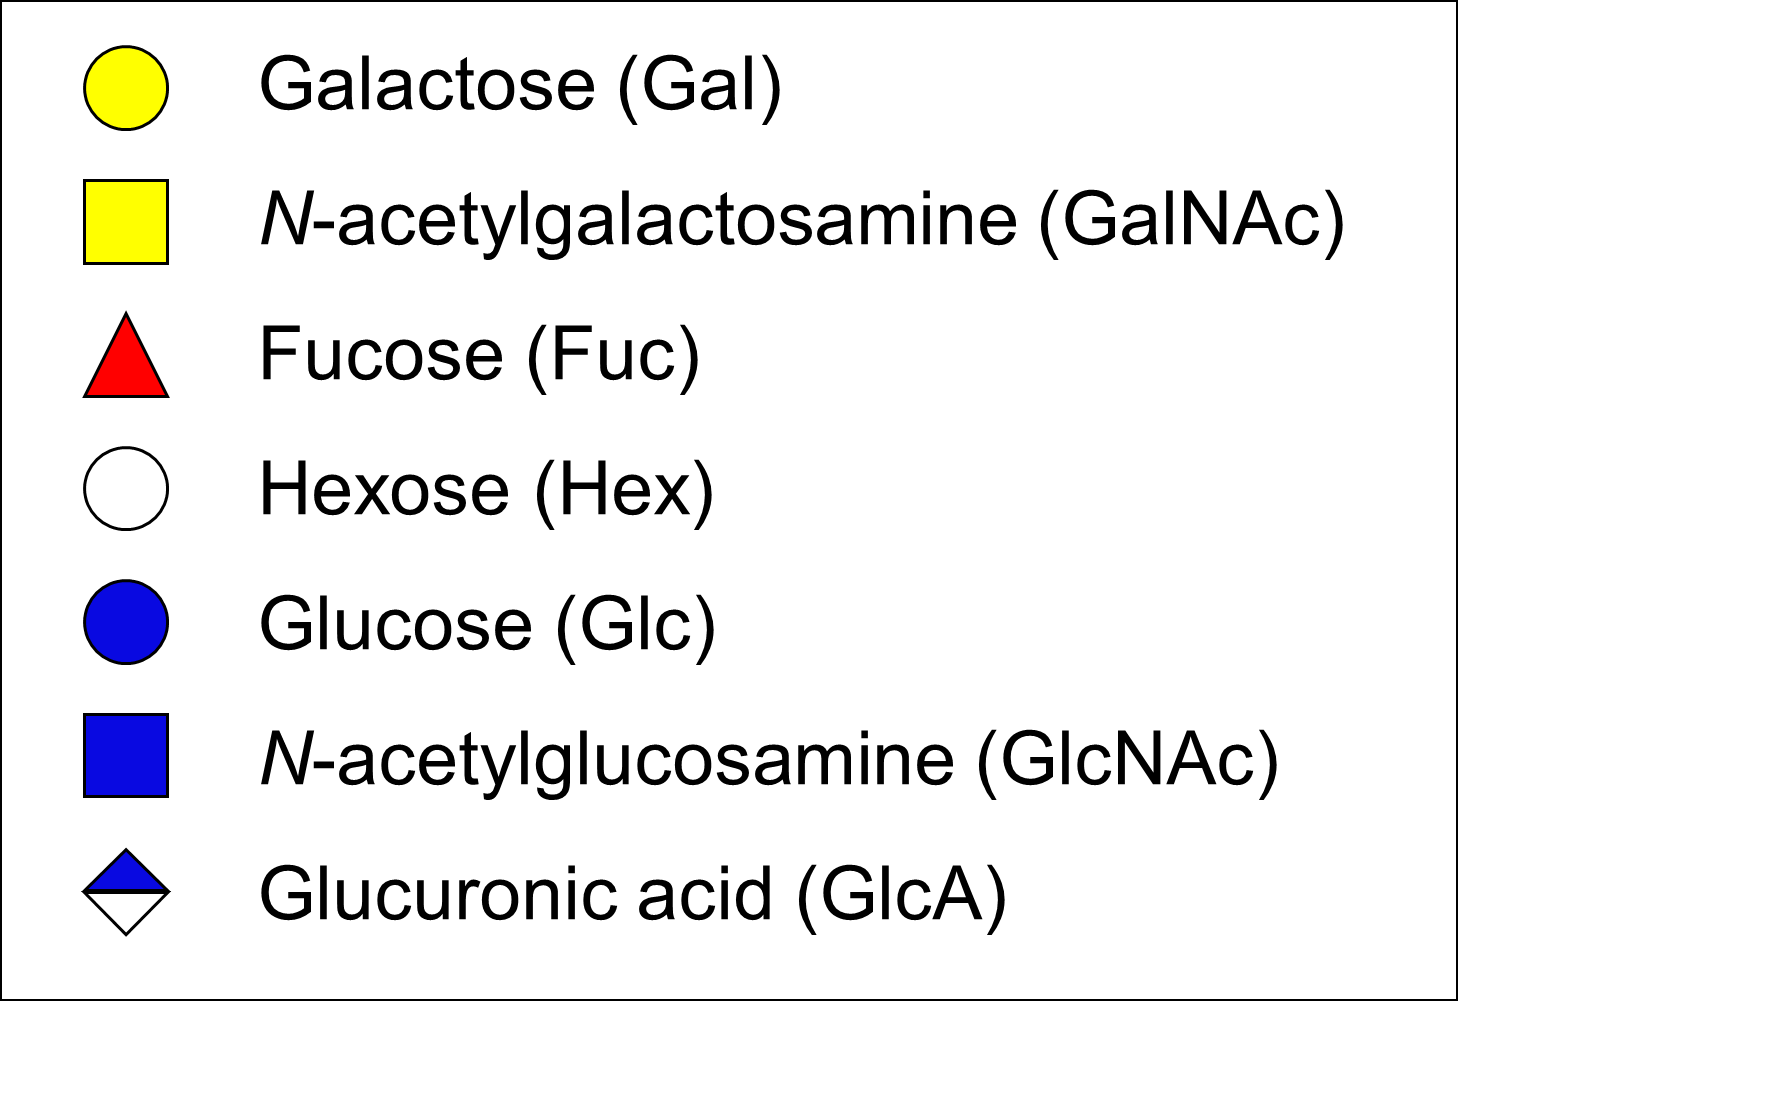 Galactose (Gal)
N-acetylgalactosamine (GalNAc)
Fucose (Fuc)
Hexose (Hex)
Glucose (Glc)
N-acetylglucosamine (GlcNAc)
Glucuronic acid (GlcA)